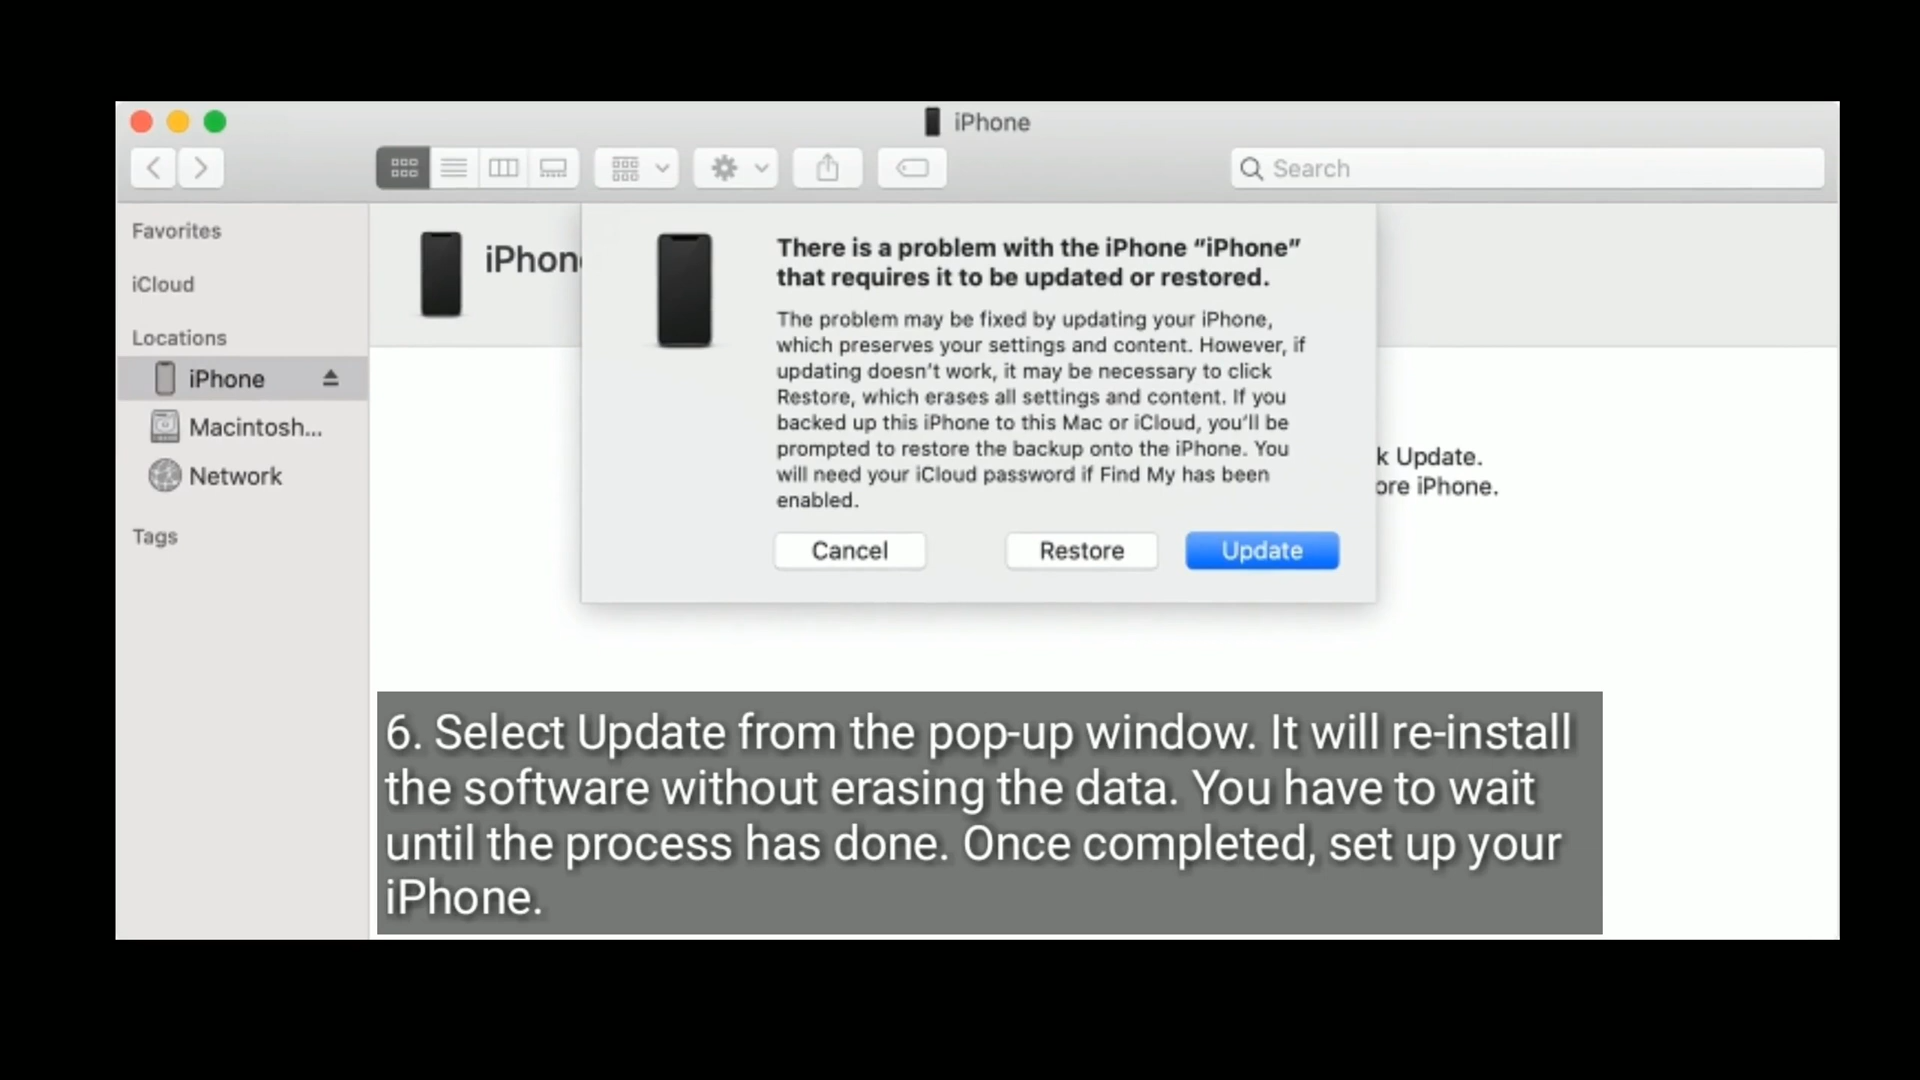 iPhone
Search
Favorites
iCloud
Locations
iPhone
Macintosh...
Network
Tags
iPhon
There is a problem with the iPhone “iPhone”
that requires it to be updated or restored.
The problem may be fixed by updating your iPhone,
which preserves your settings and content. However, if
updating doesn’t work, it may be necessary to click
Restore, which erases all settings and content. If you
backed up this iPhone to this Mac or iCloud, you’ll be
prompted to restore the backup onto the iPhone. You
will need your iCloud password if Find My has been
enabled.
Cancel
Restore
Update
k Update.
ore iPhone.
6. Select Update from the pop-up window. It will re-install
the software without erasing the data. You have to wait
until the process has done. Once completed, set up your
iPhone.